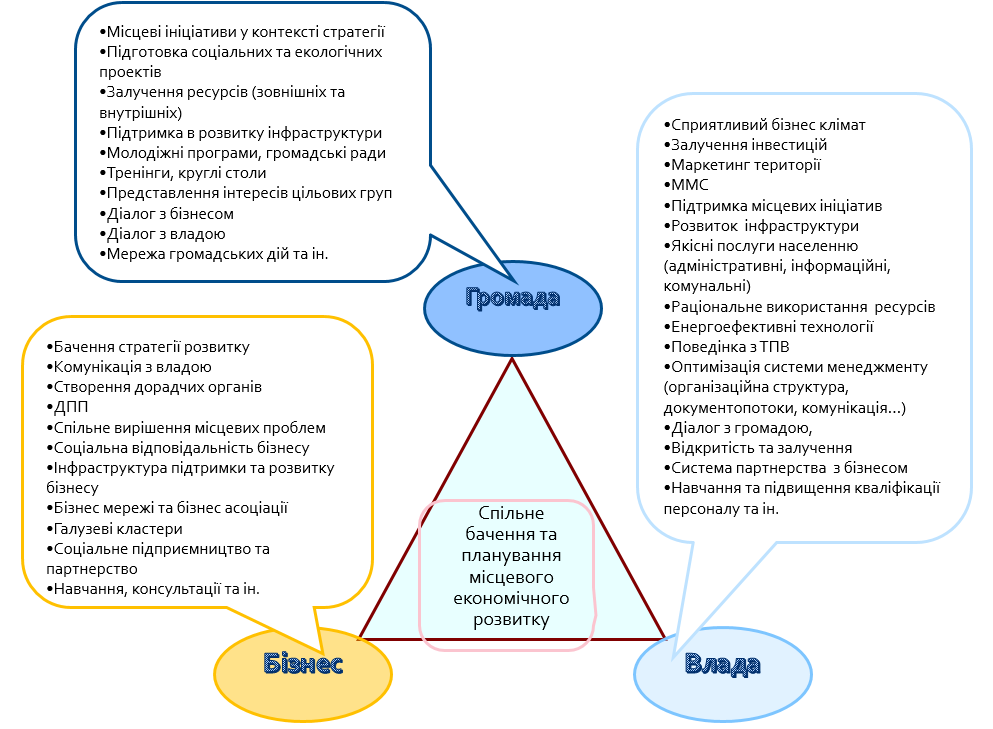 •Місцеві ініціативи у контексті стратегії
•Підготовка соціальних та екологічних
проектів
•Залучення ресурсів (зовнішніх та
внутрішніх)
•Підтримка в розвитку інфраструктури
•Молодіжні програми, громадські ради
•Тренінги, круглі столи
•Представлення інтересів цільових груп
•Діалог з бізнесом
•Діалог з владою
•Мережа громадських дій та ін.
Громада
•Сприятливий бізнес клімат
•Залучення інвестицій
•Маркетинг території
•ММС
•Підтримка місцевих ініціатив
•Розвиток інфраструктури
•Якісні послуги населенню
(адміністративні, інформаційні,
комунальні)
•Раціональне використання ресурсів
•Енергоефективні технології
•Поведінка з ТПВ
•Оптимізація системи менеджменту
(організаційна структура,
документопотоки, комунікація...)
•Діалог з громадою,
•Відкритість та залучення
•Система партнерства з бізнесом
•Навчання та підвищення кваліфікації
персоналу та ін.
Влада
•Бачення стратегії розвитку
•Комунікація з владою
•Створення дорадчих органів
•ДПП
•Спільне вирішення місцевих проблем
•Соціальна відповідальність бізнесу
•Інфраструктура підтримки та розвитку
бізнесу
•Бізнес мережі та бізнес асоціації
•Галузеві кластери
•Соціальне підприємництво та
партнерство
•Навчання, консультації та ін.
Бізнес
Спільне
бачення та
планування
місцевого
економічного
розвитку